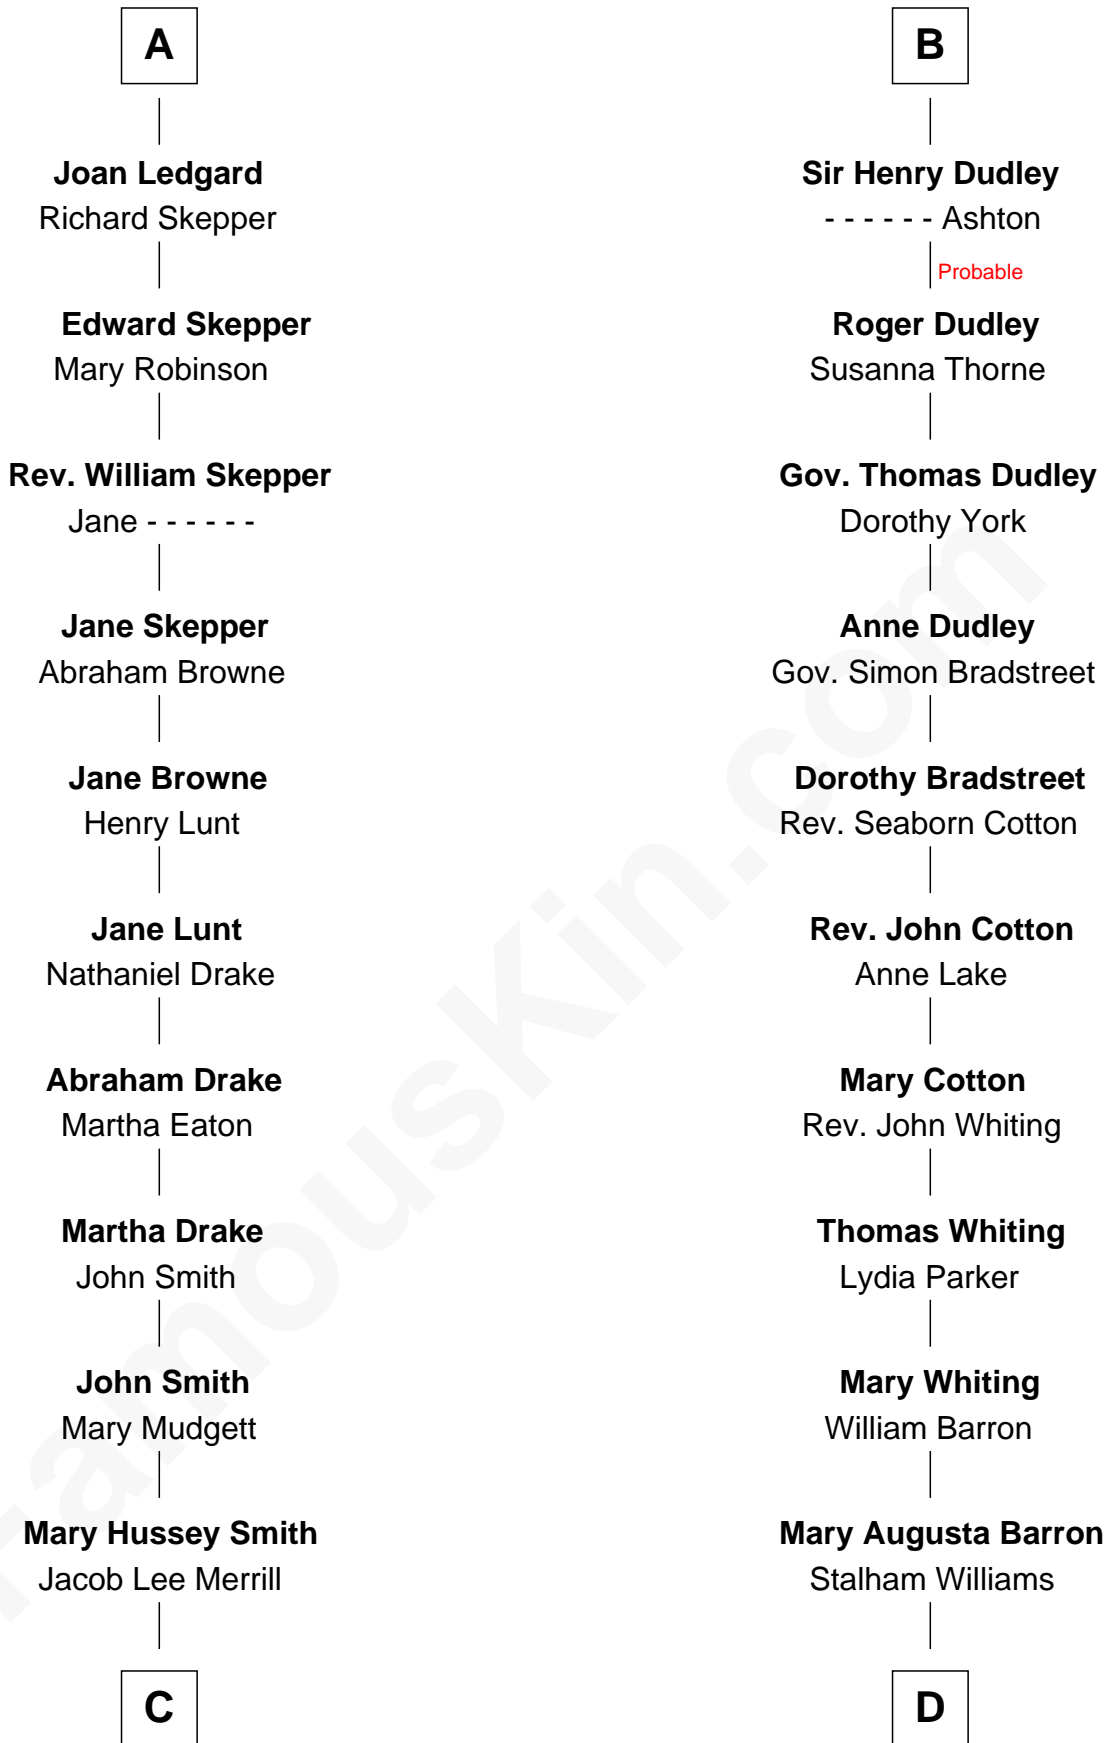 A
Joan Ledgard
Richard Skepper
Edward Skepper
Mary Robinson
Rev. William Skepper
Jane - - - - - -
Jane Skepper
Abraham Browne
Jane Browne
Henry Lunt
Jane Lunt
Nathaniel Drake
Abraham Drake
Martha Eaton
Martha Drake
John Smith
John Smith
Mary Mudgett
Mary Hussey Smith
Jacob Lee Merrill
C
B
Sir Henry Dudley
- - - - - - Ashton
Probable
Roger Dudley
Susanna Thorne
Gov. Thomas Dudley
Dorothy York
Anne Dudley
Gov. Simon Bradstreet
Dorothy Bradstreet
Rev. Seaborn Cotton
Rev. John Cotton
Anne Lake
Mary Cotton
Rev. John Whiting
Thomas Whiting
Lydia Parker
Mary Whiting
William Barron
Mary Augusta Barron
Stalham Williams
D
FamousKin.com